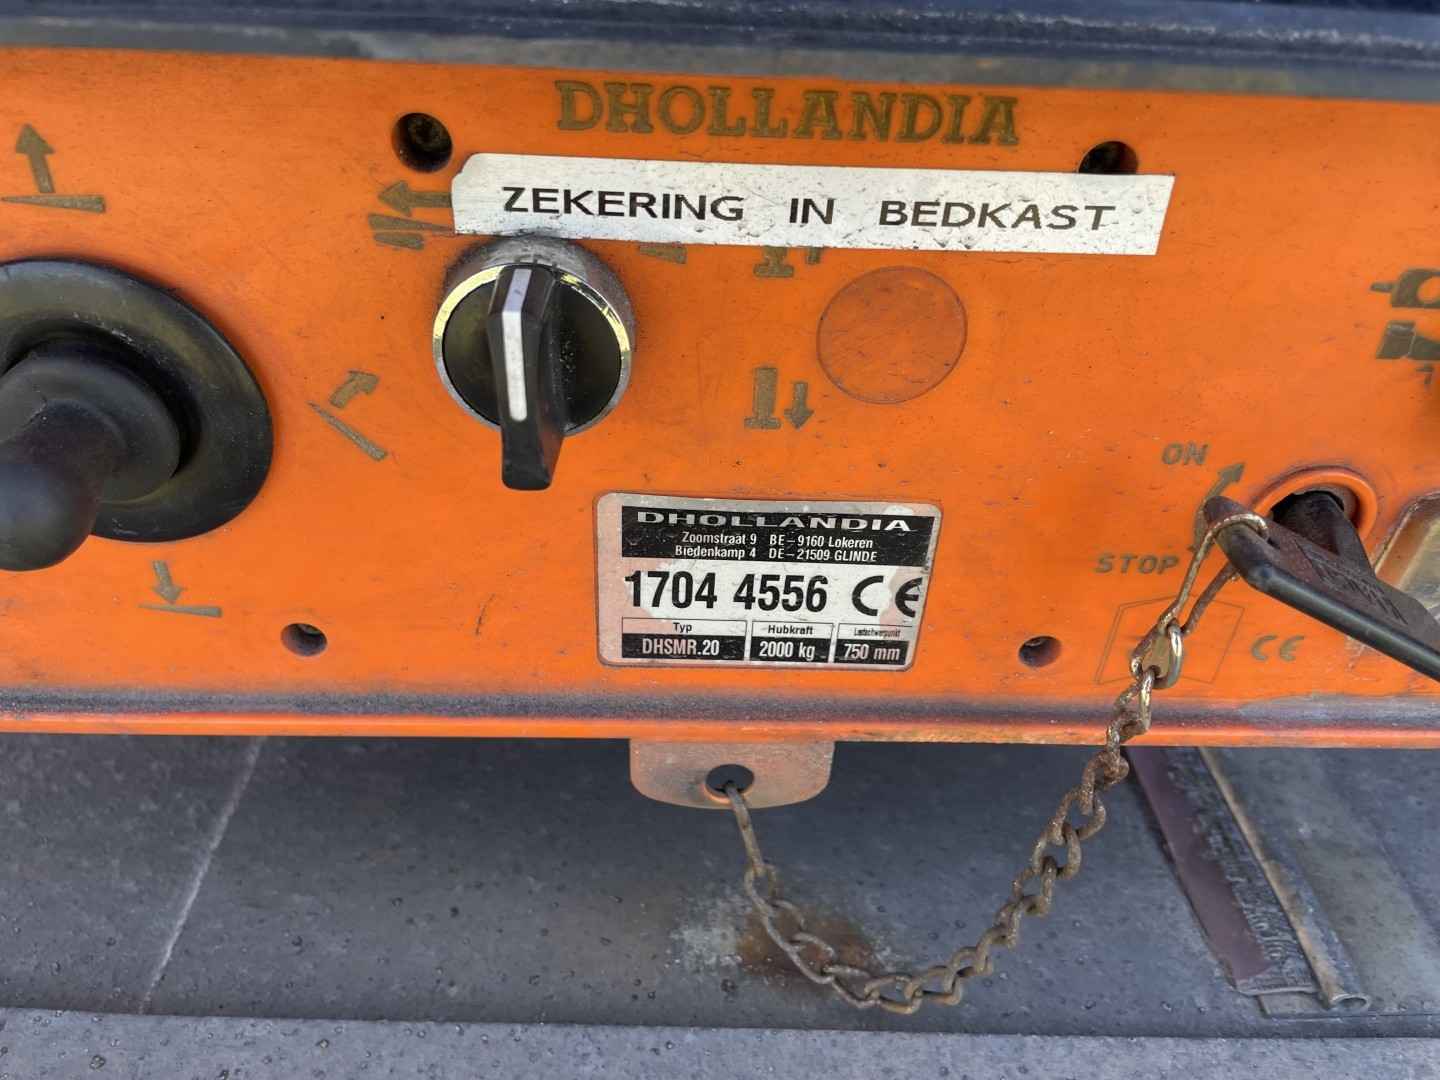 DHOLLANDIA
ZEKERING IN BEDKAST
ON
STOP
DHOLLANDIA
Zoomstraat 9 BE-9160 Lokeren
Biedenkamp 4 DE-21509 GLINDE
1704 4556 CE
Typ Hubkraft Lastschwerpunkt
DHSMR.20 2000 kg 750 mm
CE